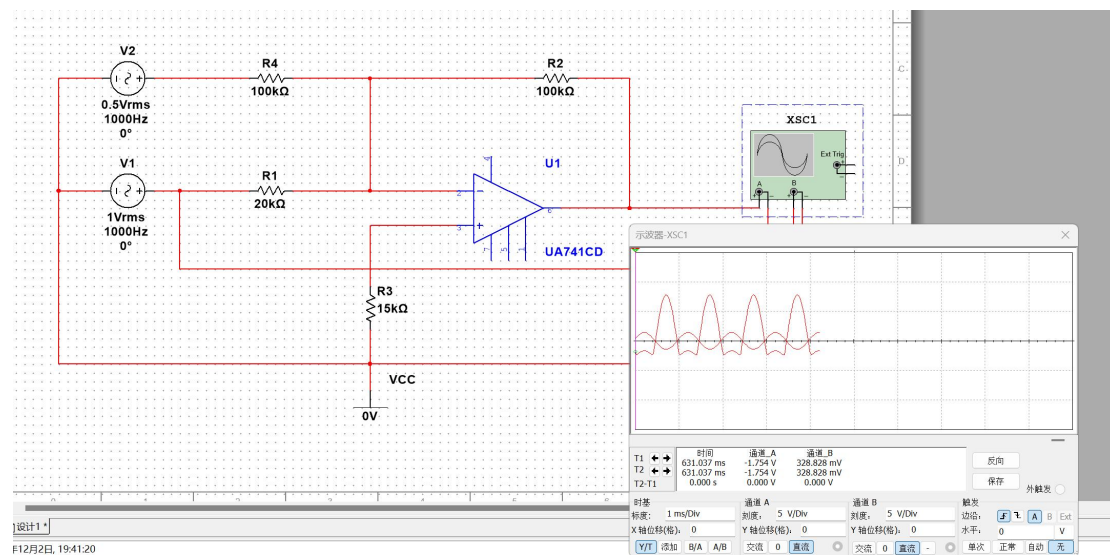 V2
0.5Vrms
1000Hz
0°
R4
100kΩ
R2
100kΩ
V1
1Vrms
1000Hz
0°
R1
20kΩ
U1
2
3
4
6
7
5
1
UA741CD
R3
15kΩ
VCC
0V
XSC1
Ext Trig
A
B
C
D
示波器-XSC1
T1
T2
T2-T1
时间 通道_A 通道_B
631.037 ms -1.754 V 328.828 mV
631.037 ms -1.754 V 328.828 mV
0.000 s 0.000 V 0.000 V
反向
保存
外触发
时基
标度: 1 ms/Div
X 轴位移(格): 0
Y/T 添加 B/A A/B
通道 A
刻度: 5 V/Div
Y 轴位移(格): 0
交流 0 直流
通道 B
刻度: 5 V/Div
Y 轴位移(格): 0
交流 0 直流 -
触发
边沿: A B Ext
水平: 0 V
单次 正常 自动 无
设计1 *
12月2日, 19:41:20